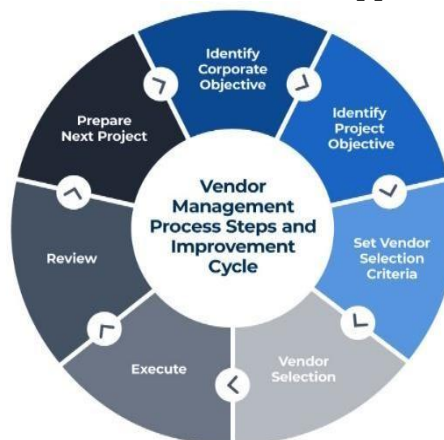 Identify
Corporate
Objective
Identify
Project
Objective
Set Vendor
Selection
Criteria
Vendor
Selection
Execute
Review
Prepare
Next Project
Vendor
Management
Process Steps and
Improvement
Cycle